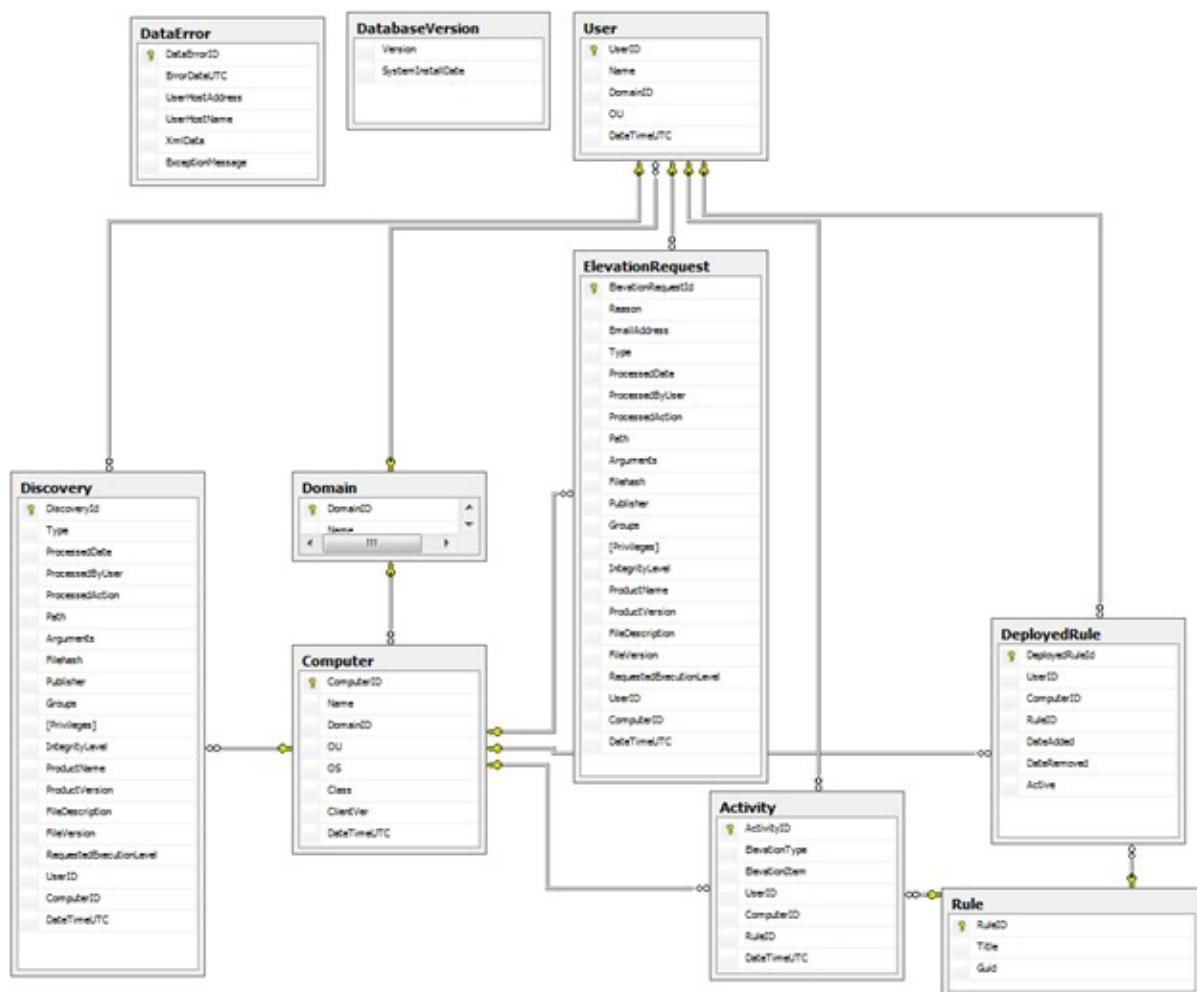 DataError
DataErrorID
ErrorDateUTC
UserHostAddress
UserHostName
XmlData
ExceptionMessage
DatabaseVersion
Version
SystemInstallDate
User
UserID
Name
DomainID
OU
DateTimeUTC
ElevationRequest
ElevationRequestId
Reason
EmailAddress
Type
ProcessedDate
ProcessedByUser
ProcessedAction
Path
Arguments
Filehash
Publisher
Groups
[Privileges]
IntegrityLevel
ProductName
ProductVersion
FileDescription
FileVersion
RequestedExecutionLevel
UserID
ComputerID
DateTimeUTC
Discovery
DiscoveryId
Type
ProcessedDate
ProcessedByUser
ProcessedAction
Path
Arguments
Filehash
Publisher
Groups
[Privileges]
IntegrityLevel
ProductName
ProductVersion
FileDescription
FileVersion
RequestedExecutionLevel
UserID
ComputerID
DateTimeUTC
Domain
DomainID
Name
Computer
ComputerID
Name
DomainID
OU
OS
Class
ClientVer
DateTimeUTC
DeployedRule
DeployedRuleId
UserID
ComputerID
RuleID
DateAdded
DateRemoved
Active
Activity
ActivityID
ElevationType
ElevationItem
UserID
ComputerID
RuleID
DateTimeUTC
Rule
RuleID
Title
Guid